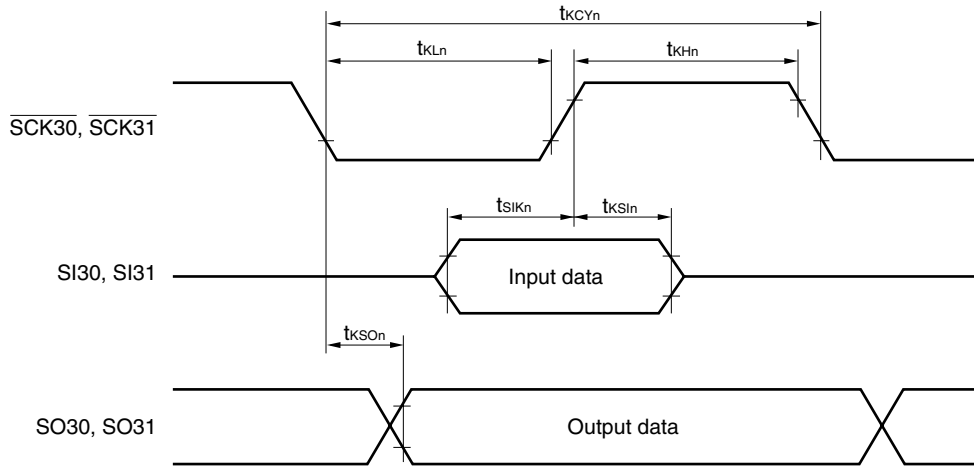 tKCYn
tKLn
tKHn
SCK30, SCK31
tSIKn
tKSIn
SI30, SI31
Input data
tKSOn
SO30, SO31
Output data